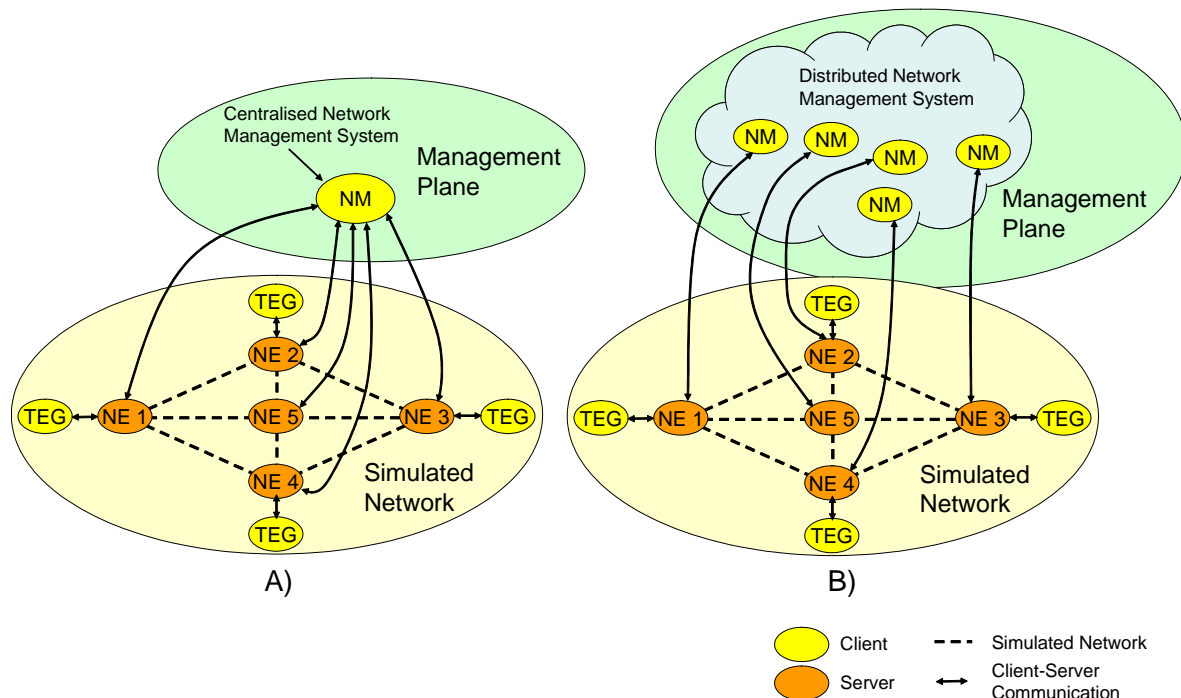 Centralised Network
Management System
Management
Plane
NM
TEG
NE 2
TEG
NE 1
NE 5
NE 3
TEG
NE 4
Simulated
Network
TEG
A)
Distributed Network
Management System
NM
NM
NM
NM
NM
Management
Plane
TEG
NE 2
TEG
NE 1
NE 5
NE 3
TEG
NE 4
Simulated
Network
TEG
B)
Client
Simulated Network
Server
Client-Server
Communication